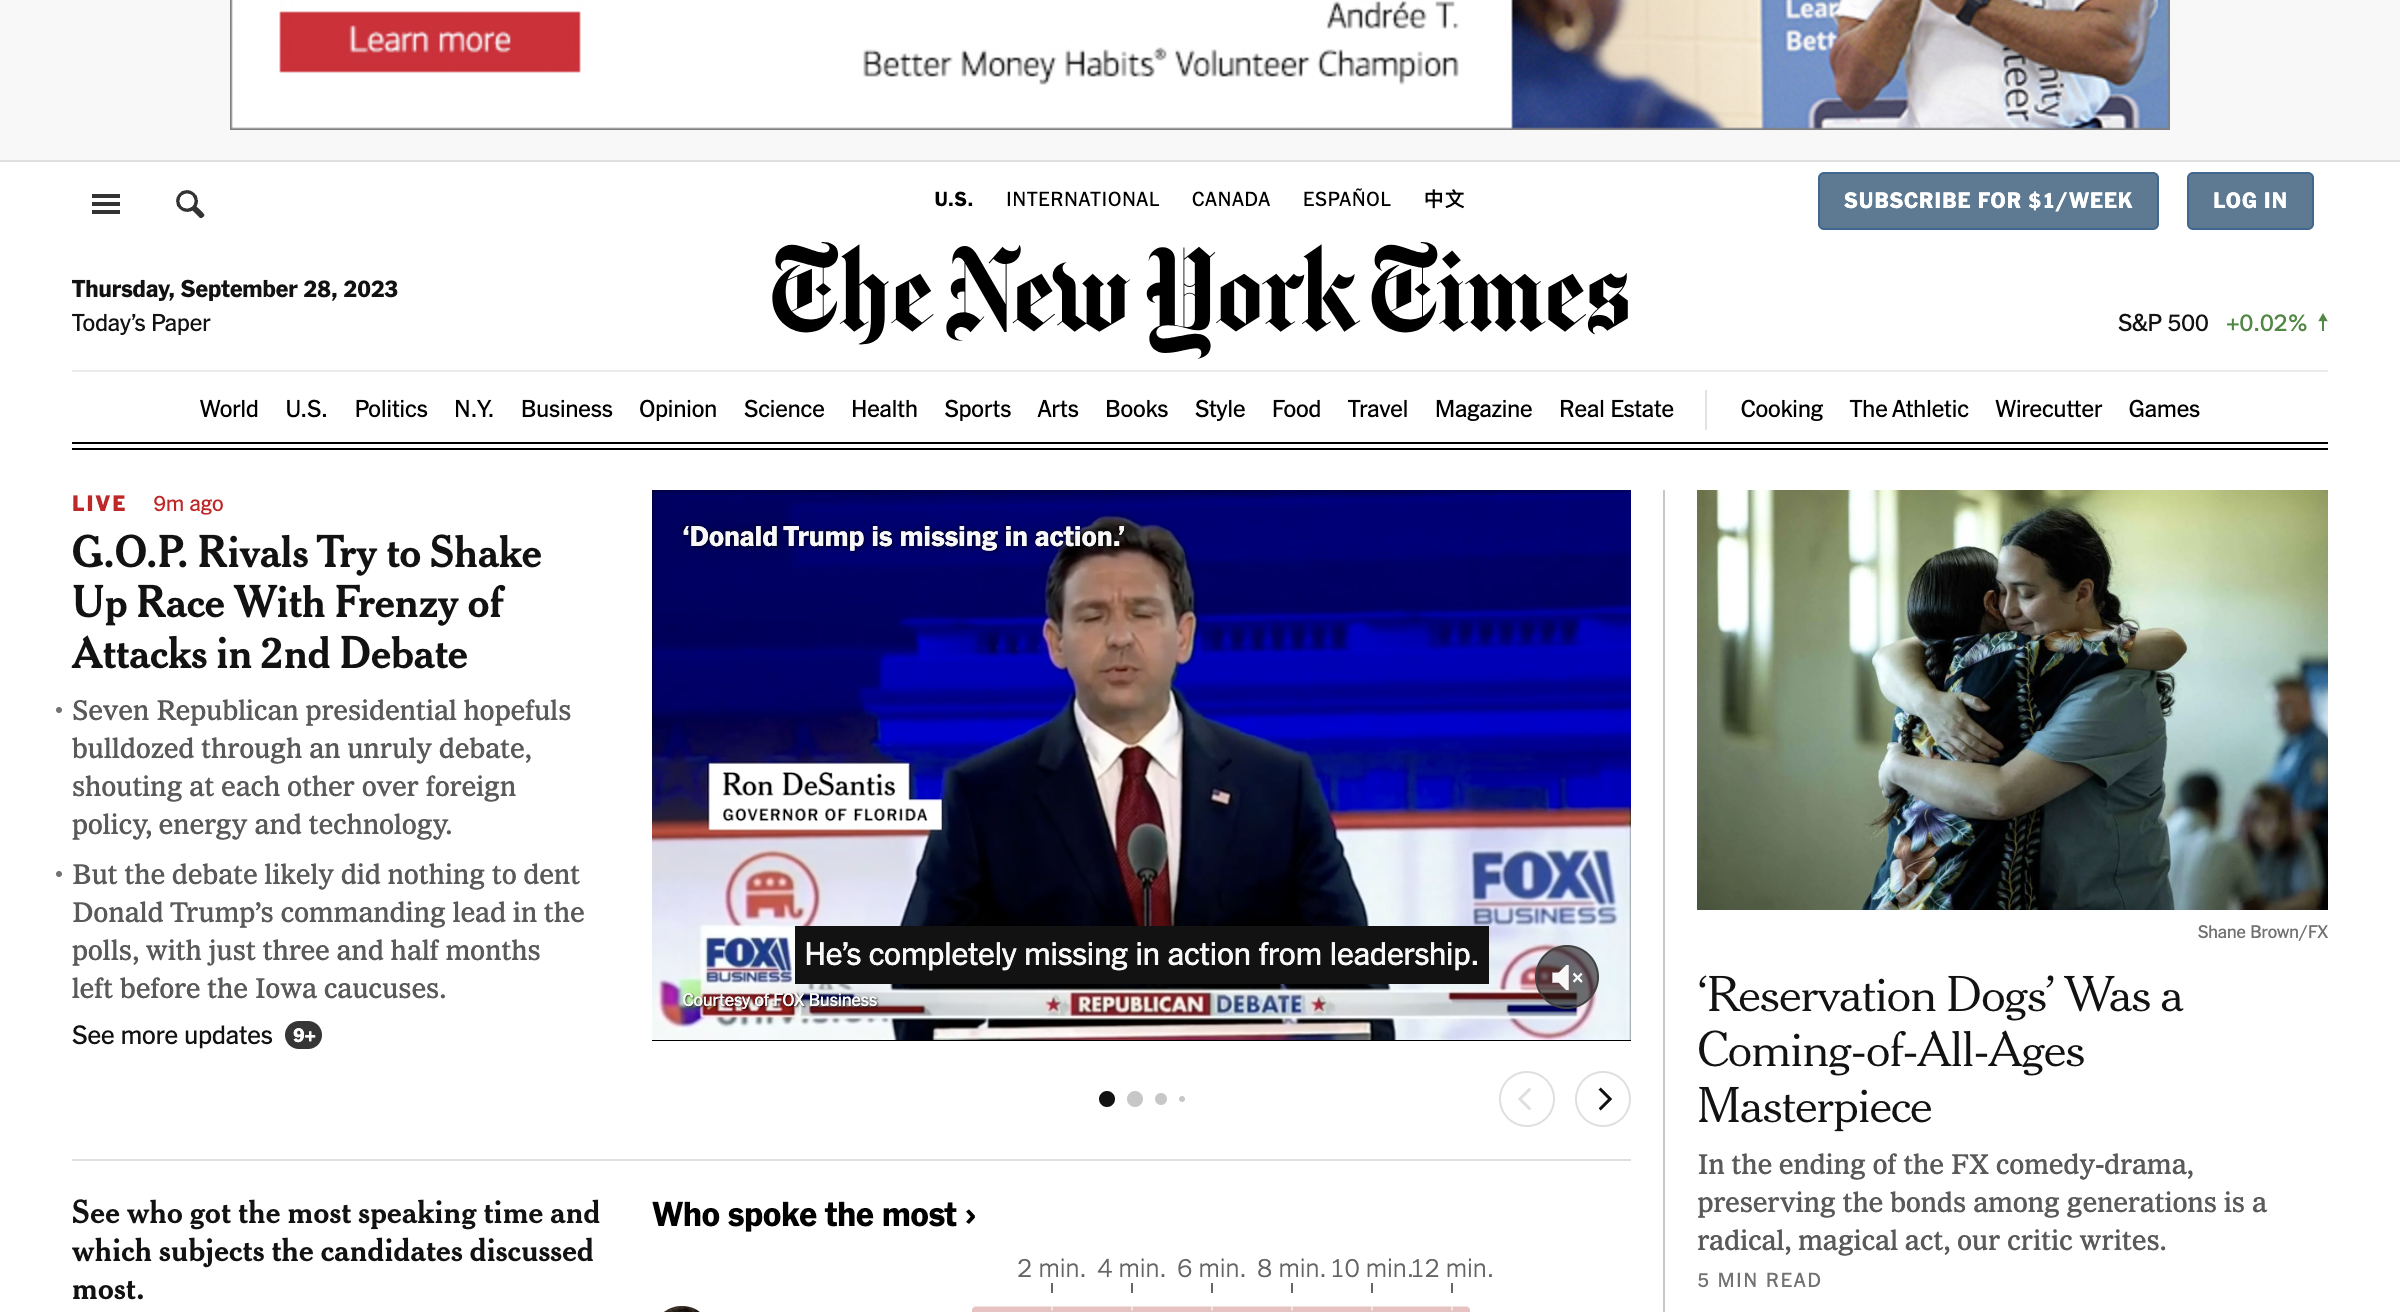 Learn more
Andrée T.
Better Money Habits® Volunteer Champion
Lear
Bett
nity
teer
U.S. INTERNATIONAL CANADA ESPAÑOL 中文
SUBSCRIBE FOR $1/WEEK LOG IN
The New York Times
Thursday, September 28, 2023
Today's Paper
S&P 500 +0.02%
World U.S. Politics N.Y. Business Opinion Science Health Sports Arts Books Style Food Travel Magazine Real Estate Cooking The Athletic Wirecutter Games
LIVE 9m ago
G.O.P. Rivals Try to Shake
Up Race With Frenzy of
Attacks in 2nd Debate
• Seven Republican presidential hopefuls
bulldozed through an unruly debate,
shouting at each other over foreign
policy, energy and technology.
• But the debate likely did nothing to dent
Donald Trump's commanding lead in the
polls, with just three and half months
left before the Iowa caucuses.
See more updates 9+
'Donald Trump is missing in action.'
Ron DeSantis
GOVERNOR OF FLORIDA
FOX
BUSINESS
FOX
BUSINESS
He's completely missing in action from leadership.
Courtesy of FOX Business
LIVE
REPUBLICAN DEBATE
Shane Brown/FX
'Reservation Dogs' Was a
Coming-of-All-Ages
Masterpiece
In the ending of the FX comedy-drama,
preserving the bonds among generations is a
radical, magical act, our critic writes.
5 MIN READ
See who got the most speaking time and
which subjects the candidates discussed
most.
Who spoke the most ›
2 min. 4 min. 6 min. 8 min. 10 min. 12 min.